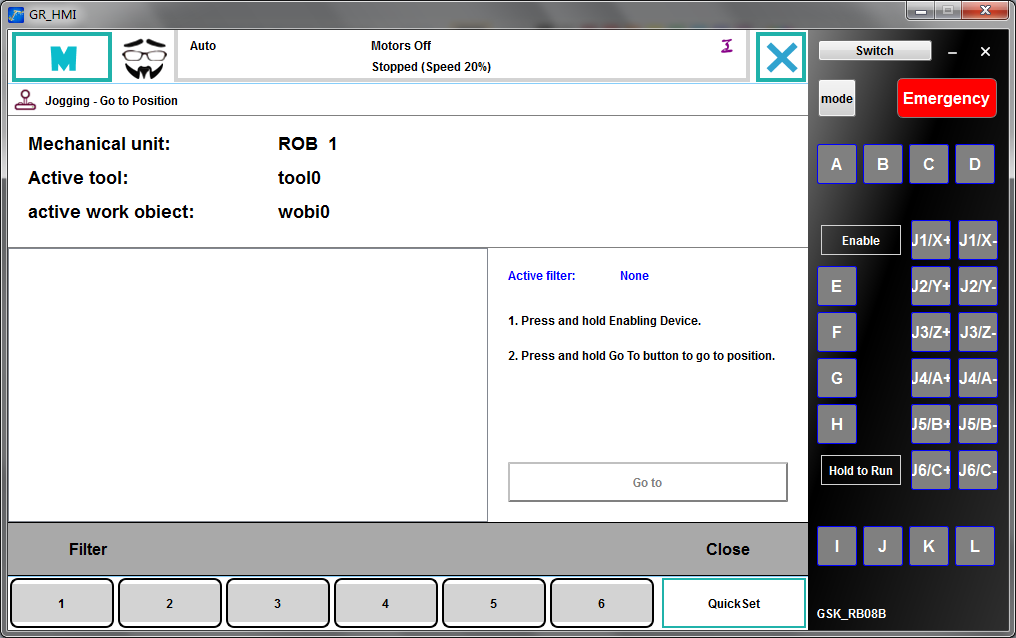 GR_HMI
M
Auto
Motors Off
Stopped (Speed 20%)
Jogging - Go to Position
Mechanical unit: ROB 1
Active tool: tool0
active work obiect: wobi0
Active filter: None
1. Press and hold Enabling Device.
2. Press and hold Go To button to go to position.
Go to
Filter
Close
1 2 3 4 5 6 QuickSet
Switch
mode
Emergency
A B C D
Enable J1/X+ J1/X-
E J2/Y+ J2/Y-
F J3/Z+ J3/Z-
G J4/A+ J4/A-
H J5/B+ J5/B-
Hold to Run J6/C+ J6/C-
I J K L
GSK_RB08B